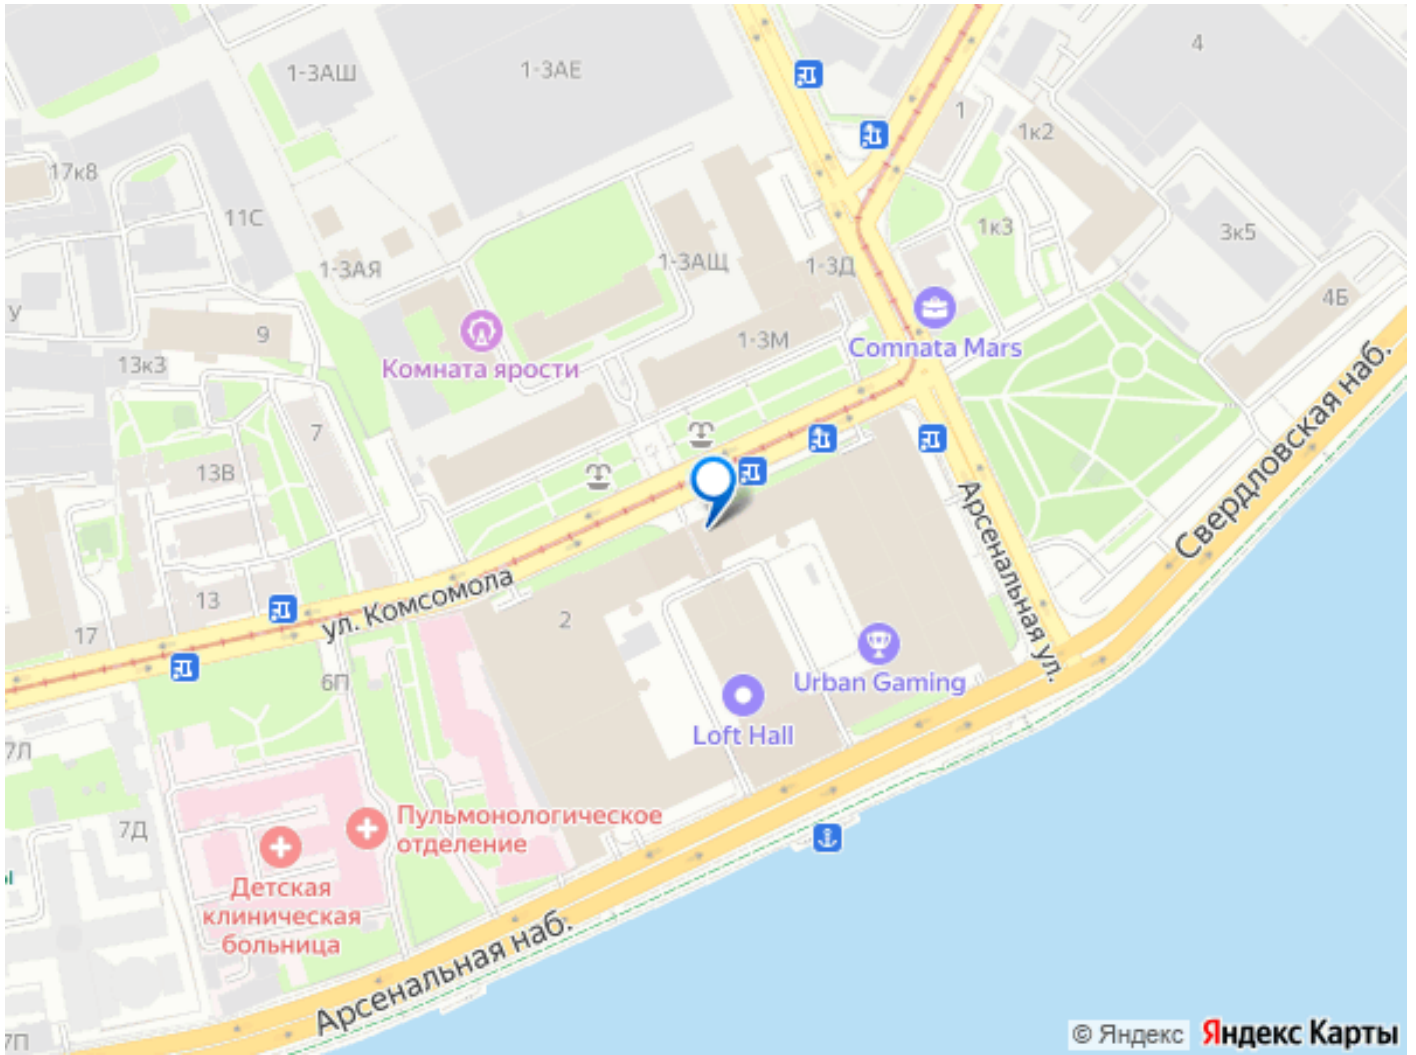 4
1-3АШ
1-3АЕ
1
1к2
17к8
11С
1к3
3к5
1-3АЯ
1-3АЩ
1-3Д
4Б
У
9
1-3М
13к3
Комната ярости
Comnata Mars
7
13В
Свердловская наб.
Арсенальная ул.
ул. Комсомола
13
2
17
6П
Urban Gaming
Loft Hall
7Л
7Д
Пульмонологическое
отделение
ы
Детская
клиническая
больница
Арсенальная наб.
7П
© Яндекс
Яндекс Карты